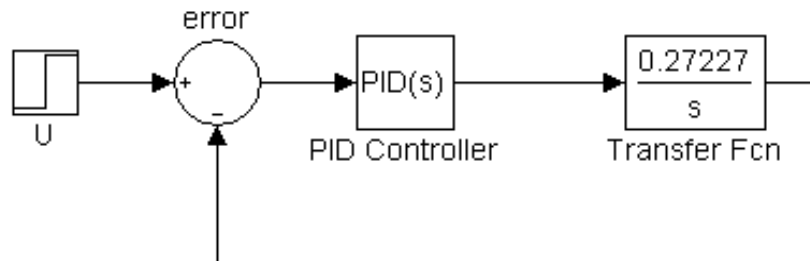 error
+
−
U
PID(s)
PID Controller
0.27227
s
Transfer Fcn